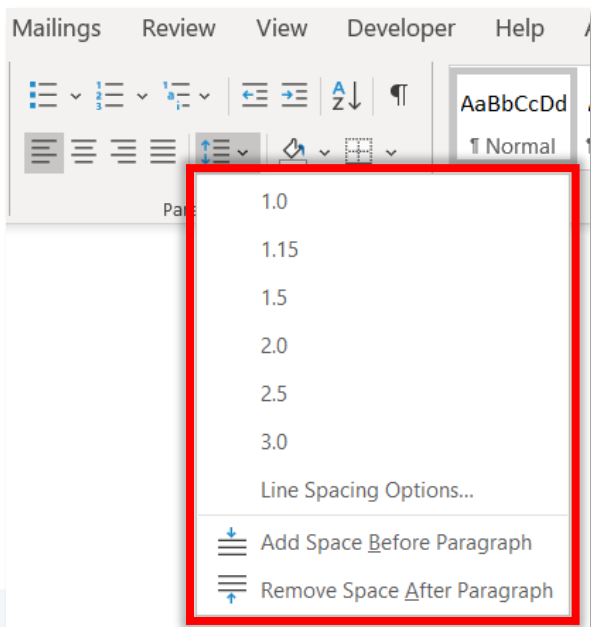 Mailings Review View Developer Help
AaBbCcDd
¶ Normal
1.0
1.15
1.5
2.0
2.5
3.0
Line Spacing Options...
Add Space Before Paragraph
Remove Space After Paragraph